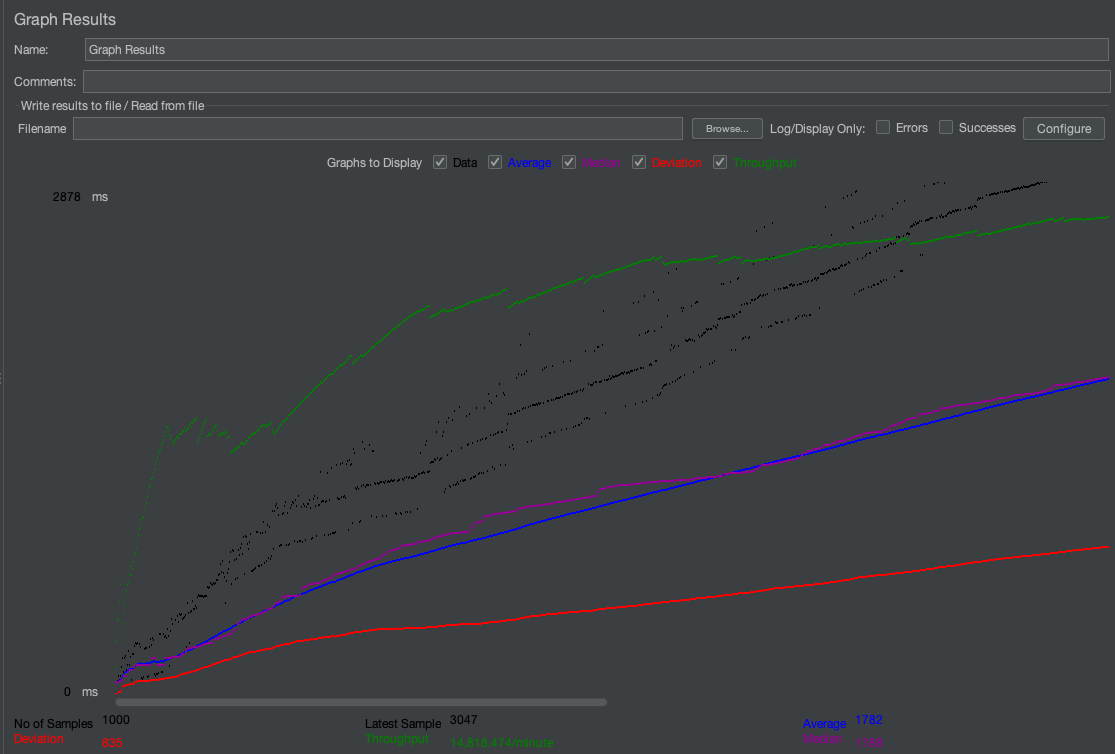 Graph Results
Name: Graph Results
Comments:
Write results to file / Read from file
Filename Browse... Log/Display Only: Errors Successes Configure
Graphs to Display Data Average Median Deviation Throughput
2878 ms
0 ms
No of Samples 1000 Latest Sample 3047 Average 1782
Deviation 835 Throughput 14,818.474/minute Median